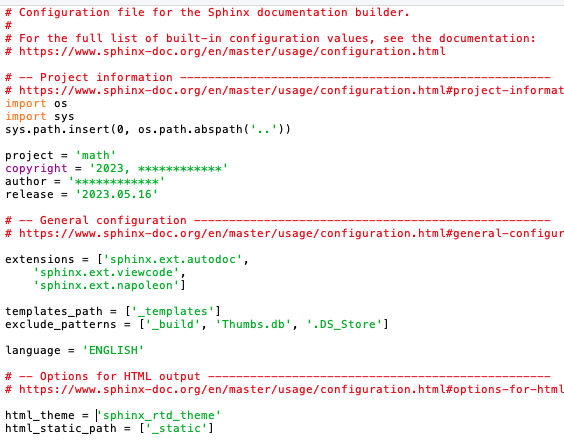 # Configuration file for the Sphinx documentation builder.
#
# For the full list of built-in configuration values, see the documentation:
# https://www.sphinx-doc.org/en/master/usage/configuration.html
# -- Project information -----------------------------------------------------
# https://www.sphinx-doc.org/en/master/usage/configuration.html#project-informat
import os
import sys
sys.path.insert(0, os.path.abspath('..'))
project = 'math'
copyright = '2023, ************'
author = '************'
release = '2023.05.16'
# -- General configuration ---------------------------------------------------
# https://www.sphinx-doc.org/en/master/usage/configuration.html#general-configur
extensions = ['sphinx.ext.autodoc',
    'sphinx.ext.viewcode',
    'sphinx.ext.napoleon']
templates_path = ['_templates']
exclude_patterns = ['_build', 'Thumbs.db', '.DS_Store']
language = 'ENGLISH'
# -- Options for HTML output -------------------------------------------------
# https://www.sphinx-doc.org/en/master/usage/configuration.html#options-for-html
html_theme = 'sphinx_rtd_theme'
html_static_path = ['_static']